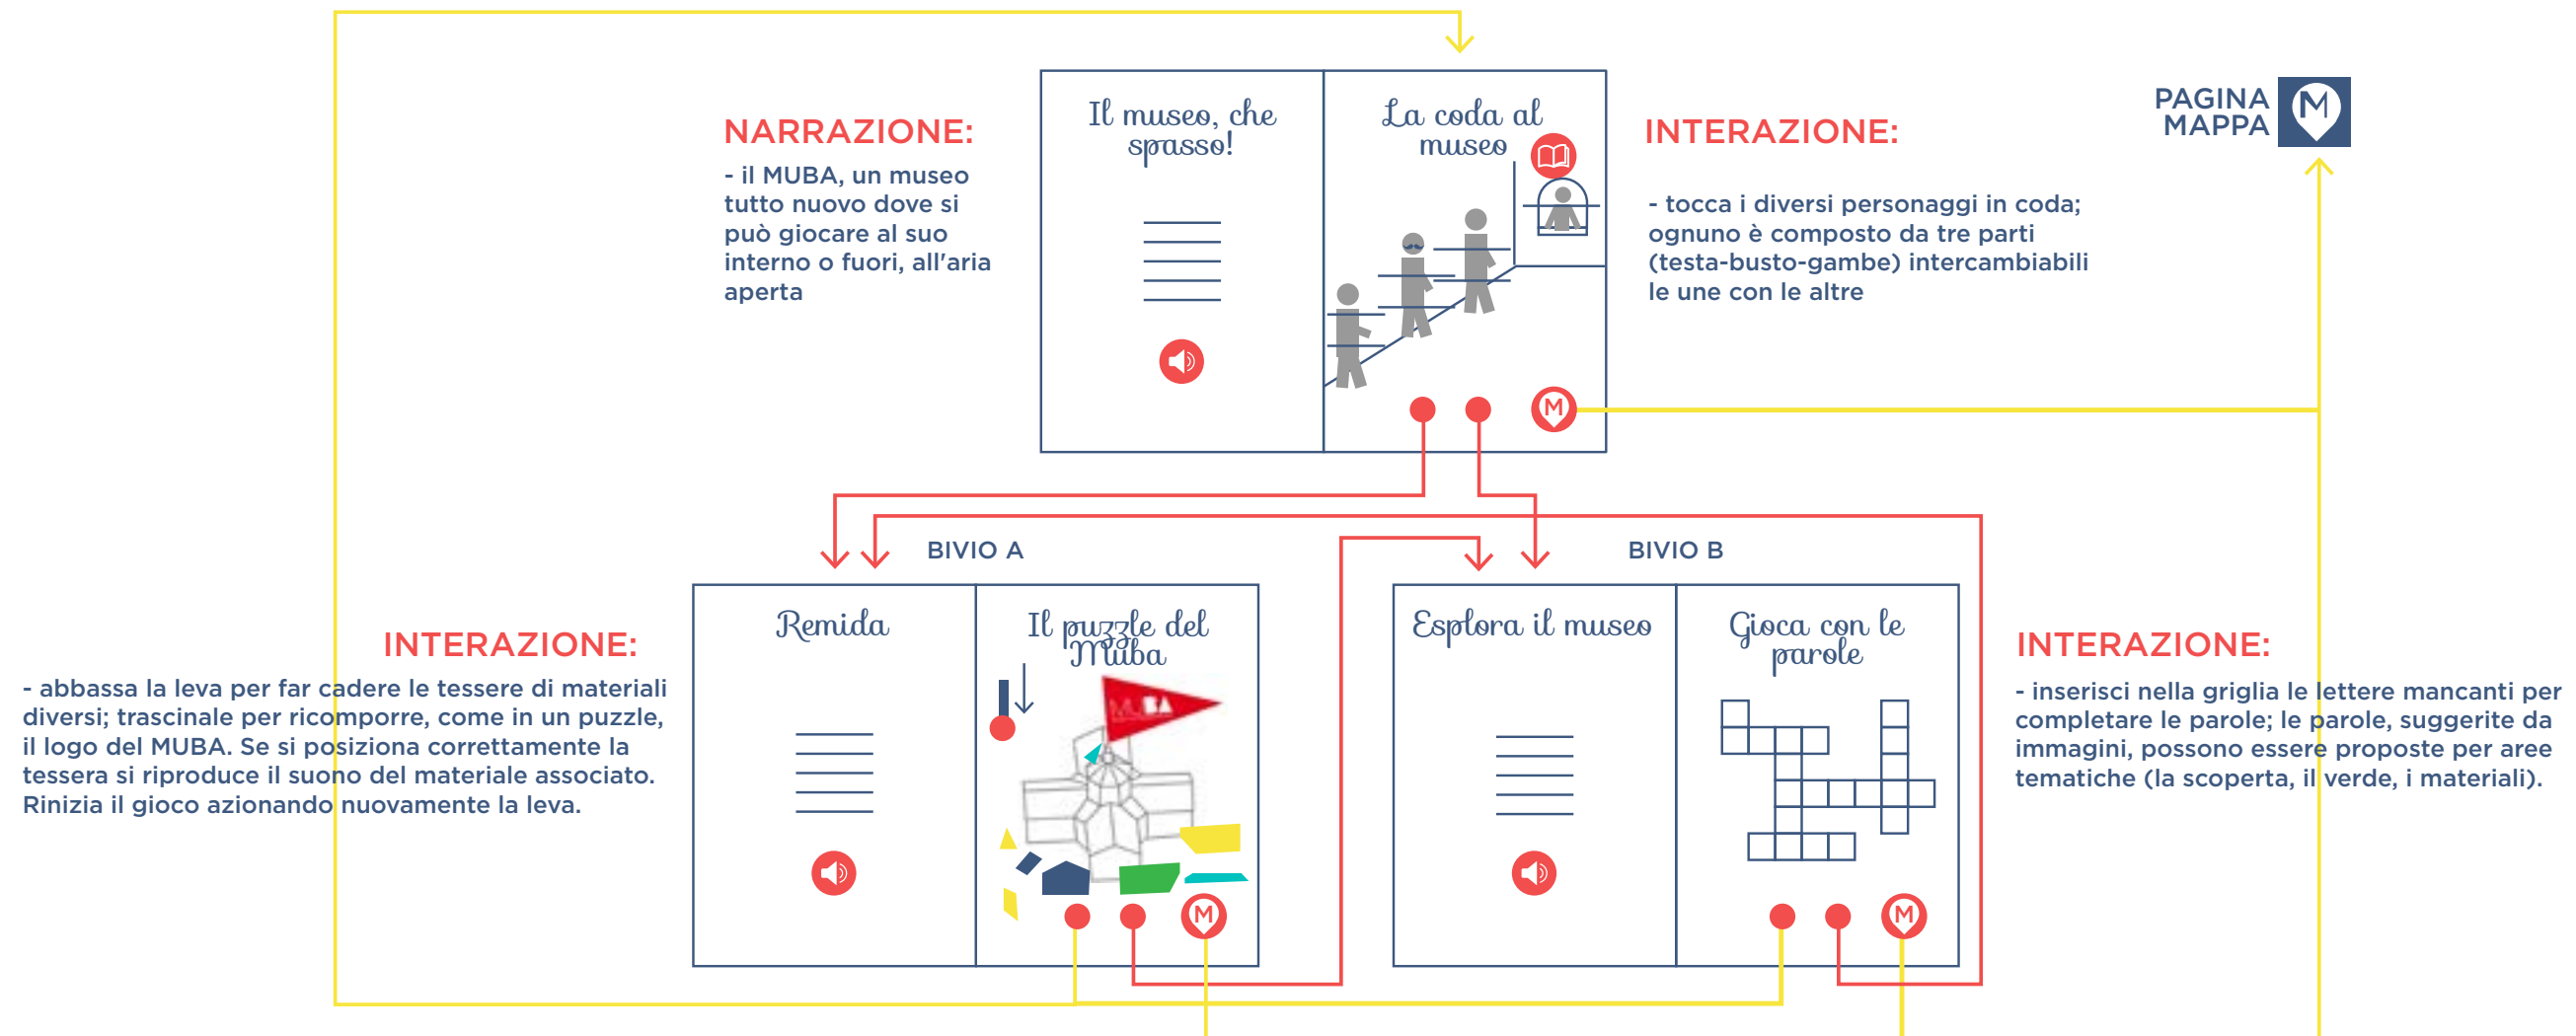 PAGINA
MAPPA
M
NARRAZIONE:
- il MUBA, un museo
tutto nuovo dove si
può giocare al suo
interno o fuori, all'aria
aperta
Il museo, che
spasso!
La coda al
museo
M
INTERAZIONE:
- tocca i diversi personaggi in coda;
ognuno è composto da tre parti
(testa-busto-gambe) intercambiabili
le une con le altre
BIVIO A
BIVIO B
INTERAZIONE:
- abbassa la leva per far cadere le tessere di materiali
diversi; trascinale per ricomporre, come in un puzzle,
il logo del MUBA. Se si posiziona correttamente la
tessera si riproduce il suono del materiale associato.
Rinizia il gioco azionando nuovamente la leva.
Remida
Il puzzle del
Muba
MUBA
M
Esplora il museo
Gioca con le
parole
M
INTERAZIONE:
- inserisci nella griglia le lettere mancanti per
completare le parole; le parole, suggerite da
immagini, possono essere proposte per aree
tematiche (la scoperta, il verde, i materiali).